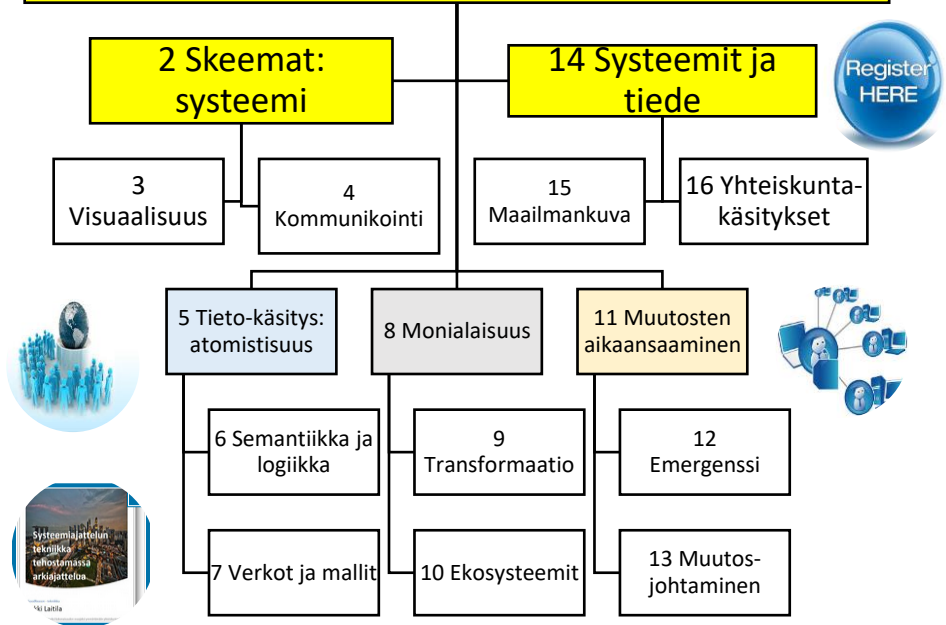 2 Skeemat:
systeemi
14 Systeemit ja
tiede
Register
HERE
3
Visuaalisuus
4
Kommunikointi
15
Maailmankuva
16 Yhteiskunta-
käsitykset
5 Tieto-käsitys:
atomistisuus
8 Monialaisuus
11 Muutosten
aikaansaaminen
6 Semantiikka ja
logiikka
9
Transformaatio
12
Emergenssi
Systeemiajattelun
tekniikka
tehostamassa
arkiajattelua
Laitila
7 Verkot ja mallit
10 Ekosysteemit
13 Muutos-
johtaminen